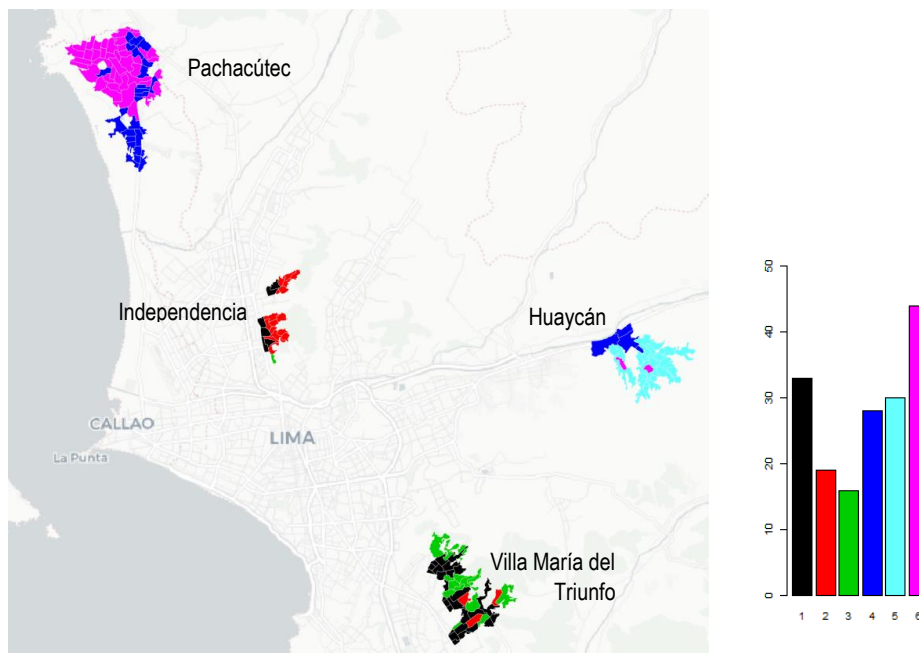 Pachacútec
Independencia
Huaycán
CALLAO
LIMA
La Punta
Villa María del
Triunfo
50
40
30
20
10
0
1 2 3 4 5 6